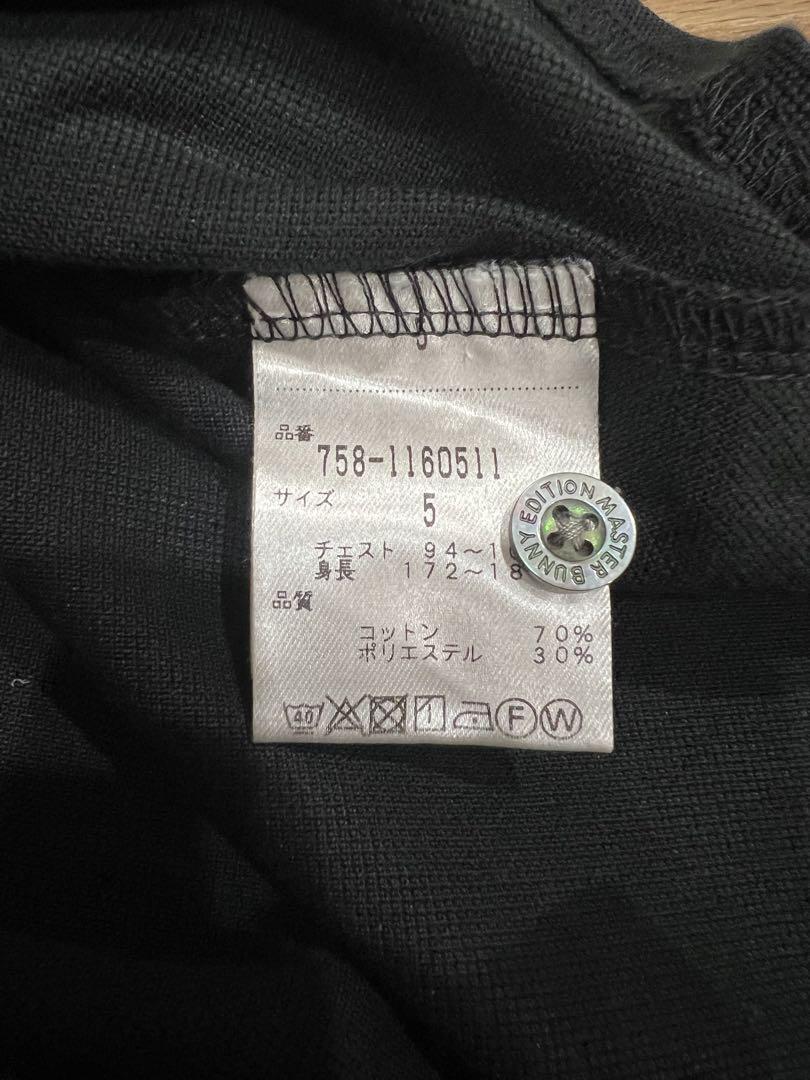 品番
758-1160511
サイズ 5
チェスト 94～
身長 172～18
品質
コットン 70%
ポリエステル 30%
40 F W
MASTER BUNNY EDITION